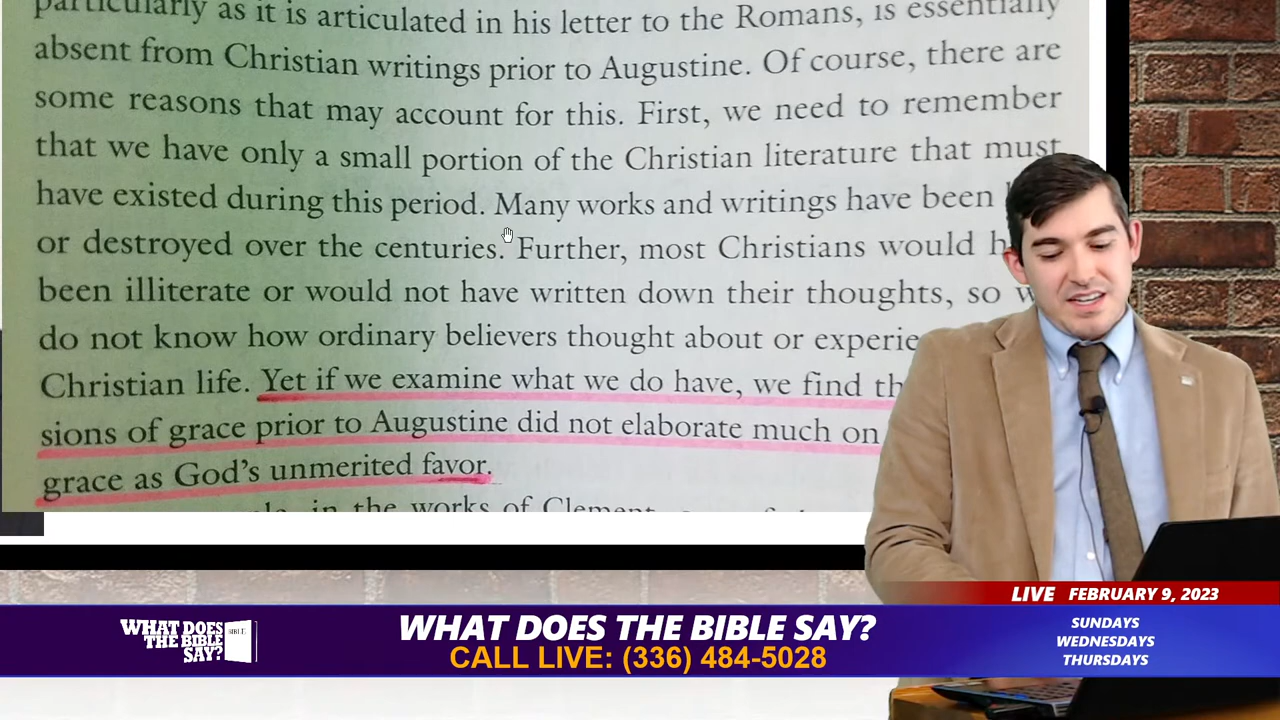 particularly as it is articulated in his letter to the Romans, is essentially
absent from Christian writings prior to Augustine. Of course, there are
some reasons that may account for this. First, we need to remember
that we have only a small portion of the Christian literature that must
have existed during this period. Many works and writings have been
or destroyed over the centuries. Further, most Christians would
been illiterate or would not have written down their thoughts, so
do not know how ordinary believers thought about or
Christian life. Yet if we examine what we do have, we find
sions of grace prior to Augustine did not elaborate much on
grace as God's unmerited favor.
in the works of Clement
LIVE FEBRUARY 9, 2023
WHAT DOES THE BIBLE SAY?
BIBLE
WHAT DOES THE BIBLE SAY?
CALL LIVE: (336) 484-5028
SUNDAYS
WEDNESDAYS
THURSDAYS